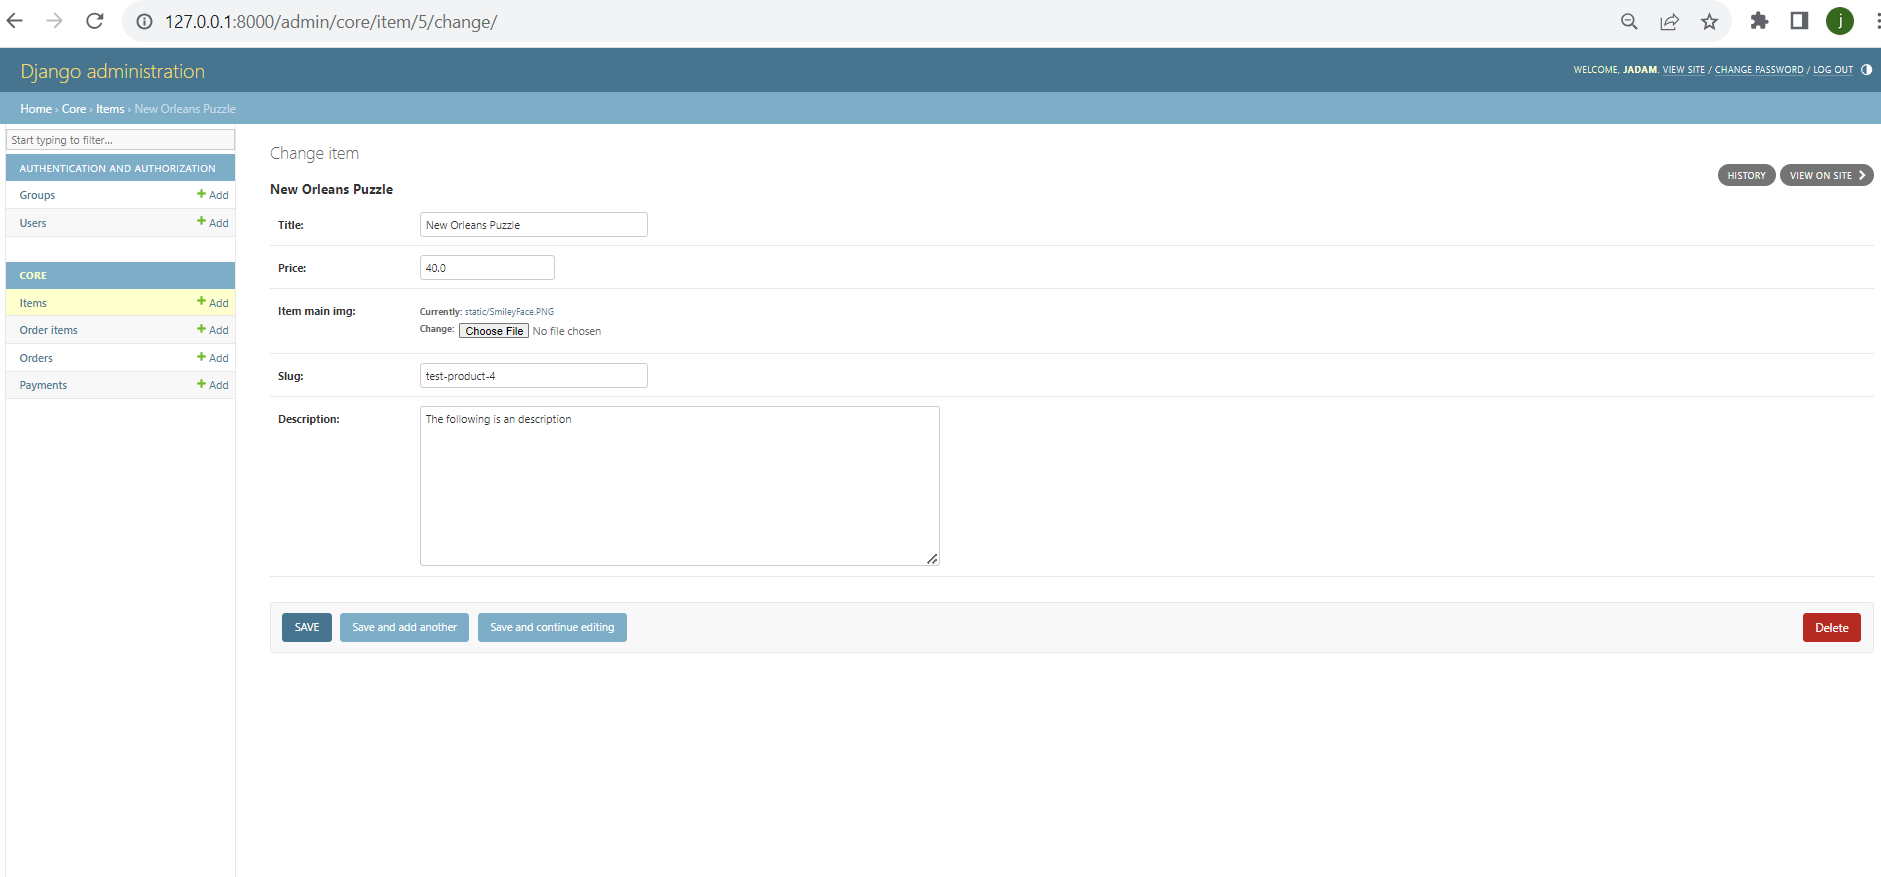 127.0.0.1:8000/admin/core/item/5/change/
j
Django administration
WELCOME, JADAM. VIEW SITE / CHANGE PASSWORD / LOG OUT
Home › Core › Items › New Orleans Puzzle
Start typing to filter...
AUTHENTICATION AND AUTHORIZATION
Groups + Add
Users + Add
CORE
Items + Add
Order items + Add
Orders + Add
Payments + Add
Change item
HISTORY
VIEW ON SITE
New Orleans Puzzle
Title: New Orleans Puzzle
Price: 40.0
Item main img: Currently: static/SmileyFace.PNG
Change: Choose File No file chosen
Slug: test-product-4
Description: The following is an description
SAVE Save and add another Save and continue editing Delete